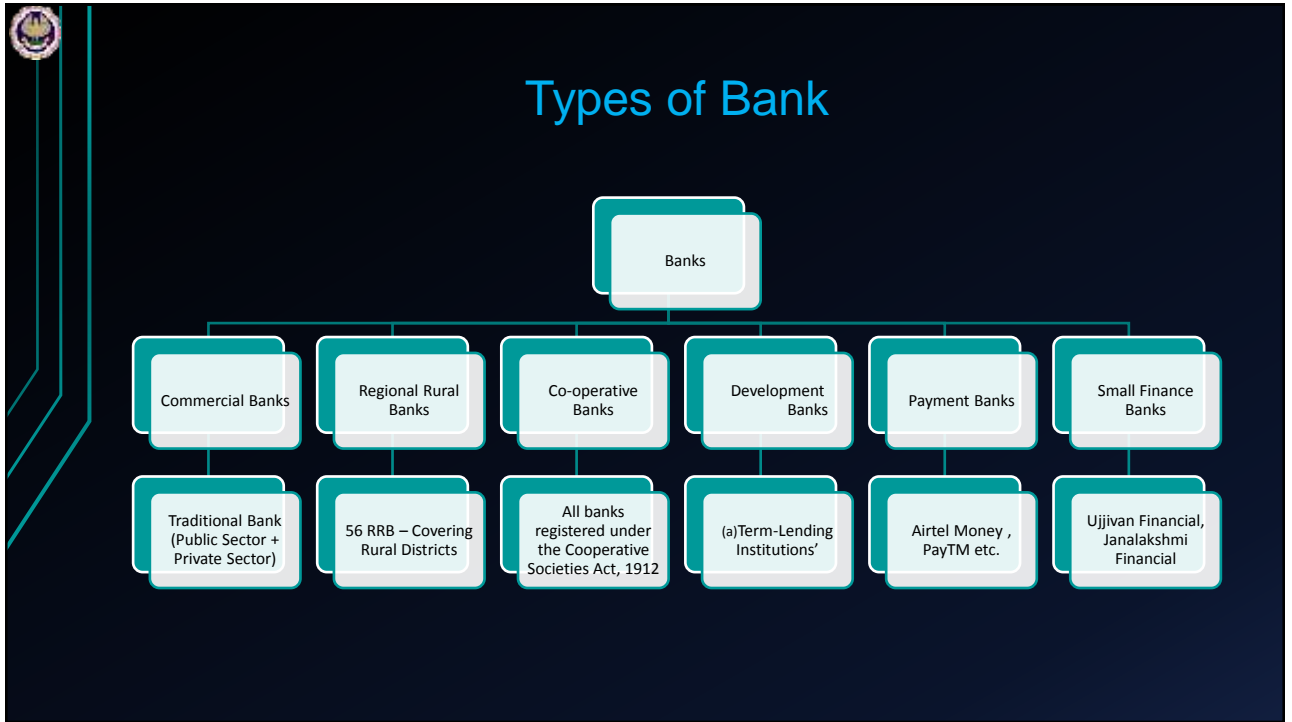 Types of Bank
Banks
Commercial Banks
Regional Rural
Banks
Co-operative
Banks
Development
Banks
Payment Banks
Small Finance
Banks
Traditional Bank
(Public Sector +
Private Sector)
56 RRB – Covering
Rural Districts
All banks
registered under
the Cooperative
Societies Act, 1912
(a)Term-Lending
Institutions’
Airtel Money ,
PayTM etc.
Ujjivan Financial,
Janalakshmi
Financial